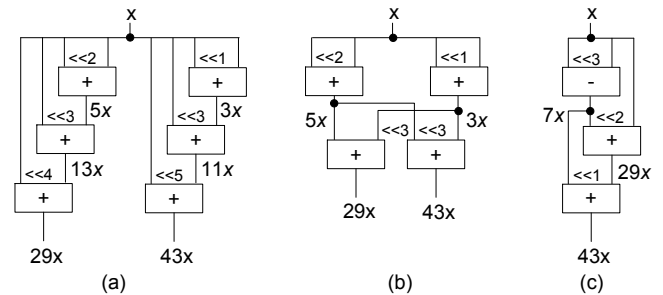 x x x
<<2 <<1 <<2 <<1 <<3
+ + + + -
5x 3x 5x 3x 7x
<<3 <<3 <<3 <<3 <<2
+ + + + +
13x 11x 29x
<<4 <<5 <<1
+ + +
29x 43x 29x 43x 43x
(a) (b) (c)